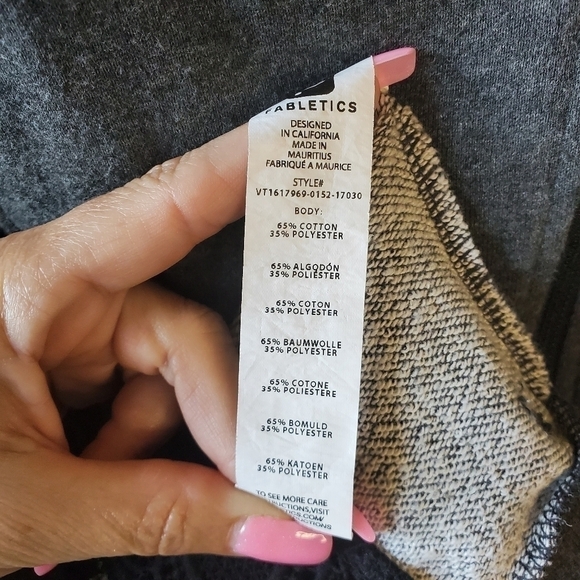 FABLETICS
DESIGNED
IN CALIFORNIA
MADE IN
MAURITIUS
FABRIQUÉ A MAURICE
STYLE#
VT1617969-0152-17030
BODY:
65% COTTON
35% POLYESTER
65% ALGODÓN
35% POLIÉSTER
65% COTON
35% POLYESTER
65% BAUMWOLLE
35% POLYESTER
65% COTONE
35% POLIESTERE
65% BOMULD
35% POLYESTER
65% KATOEN
35% POLYESTER
TO SEE MORE CARE